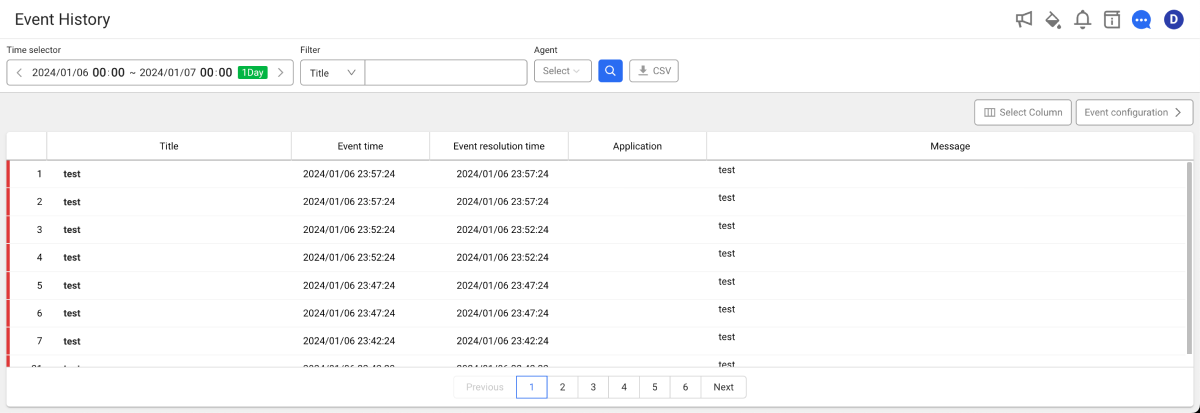 Event History
D
Time selector
Filter
Agent
2024/01/06 00:00 ~ 2024/01/07 00:00 1Day
Title
Select
CSV
Select Column
Event configuration
Title Event time Event resolution time Application Message
1 test 2024/01/06 23:57:24 2024/01/06 23:57:24 test
2 test 2024/01/06 23:57:24 2024/01/06 23:57:24 test
3 test 2024/01/06 23:52:24 2024/01/06 23:52:24 test
4 test 2024/01/06 23:52:24 2024/01/06 23:52:24 test
5 test 2024/01/06 23:47:24 2024/01/06 23:47:24 test
6 test 2024/01/06 23:47:24 2024/01/06 23:47:24 test
7 test 2024/01/06 23:42:24 2024/01/06 23:42:24 test
test
Previous 1 2 3 4 5 6 Next